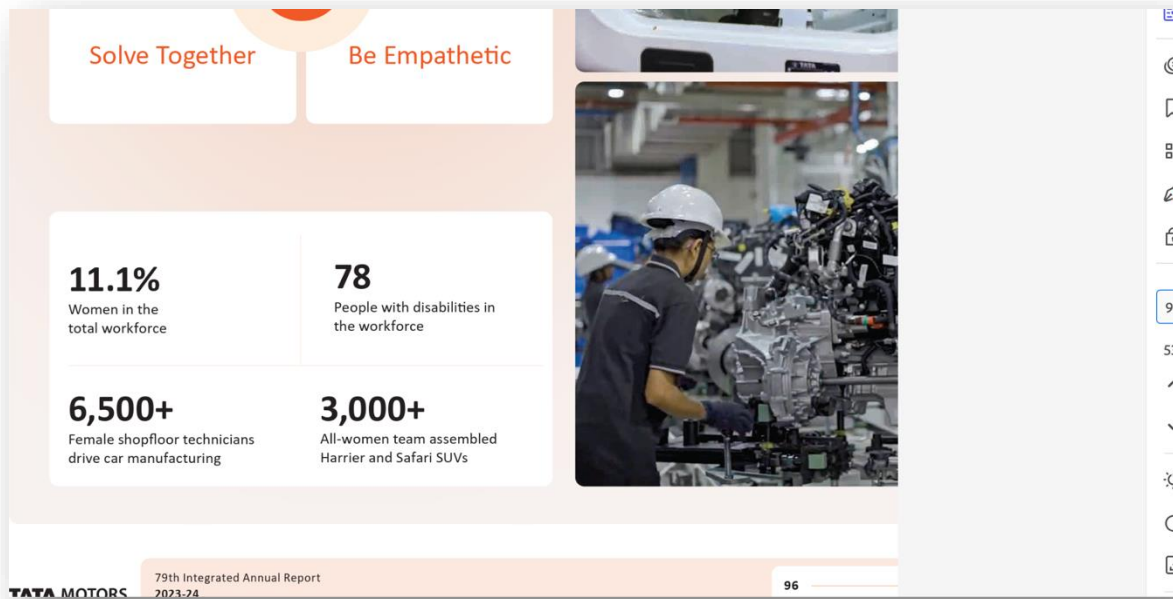 Solve Together
Be Empathetic
TATA
11.1%
Women in the
total workforce
78
People with disabilities in
the workforce
6,500+
Female shopfloor technicians
drive car manufacturing
3,000+
All-women team assembled
Harrier and Safari SUVs
TATA MOTORS
79th Integrated Annual Report
2023-24
96